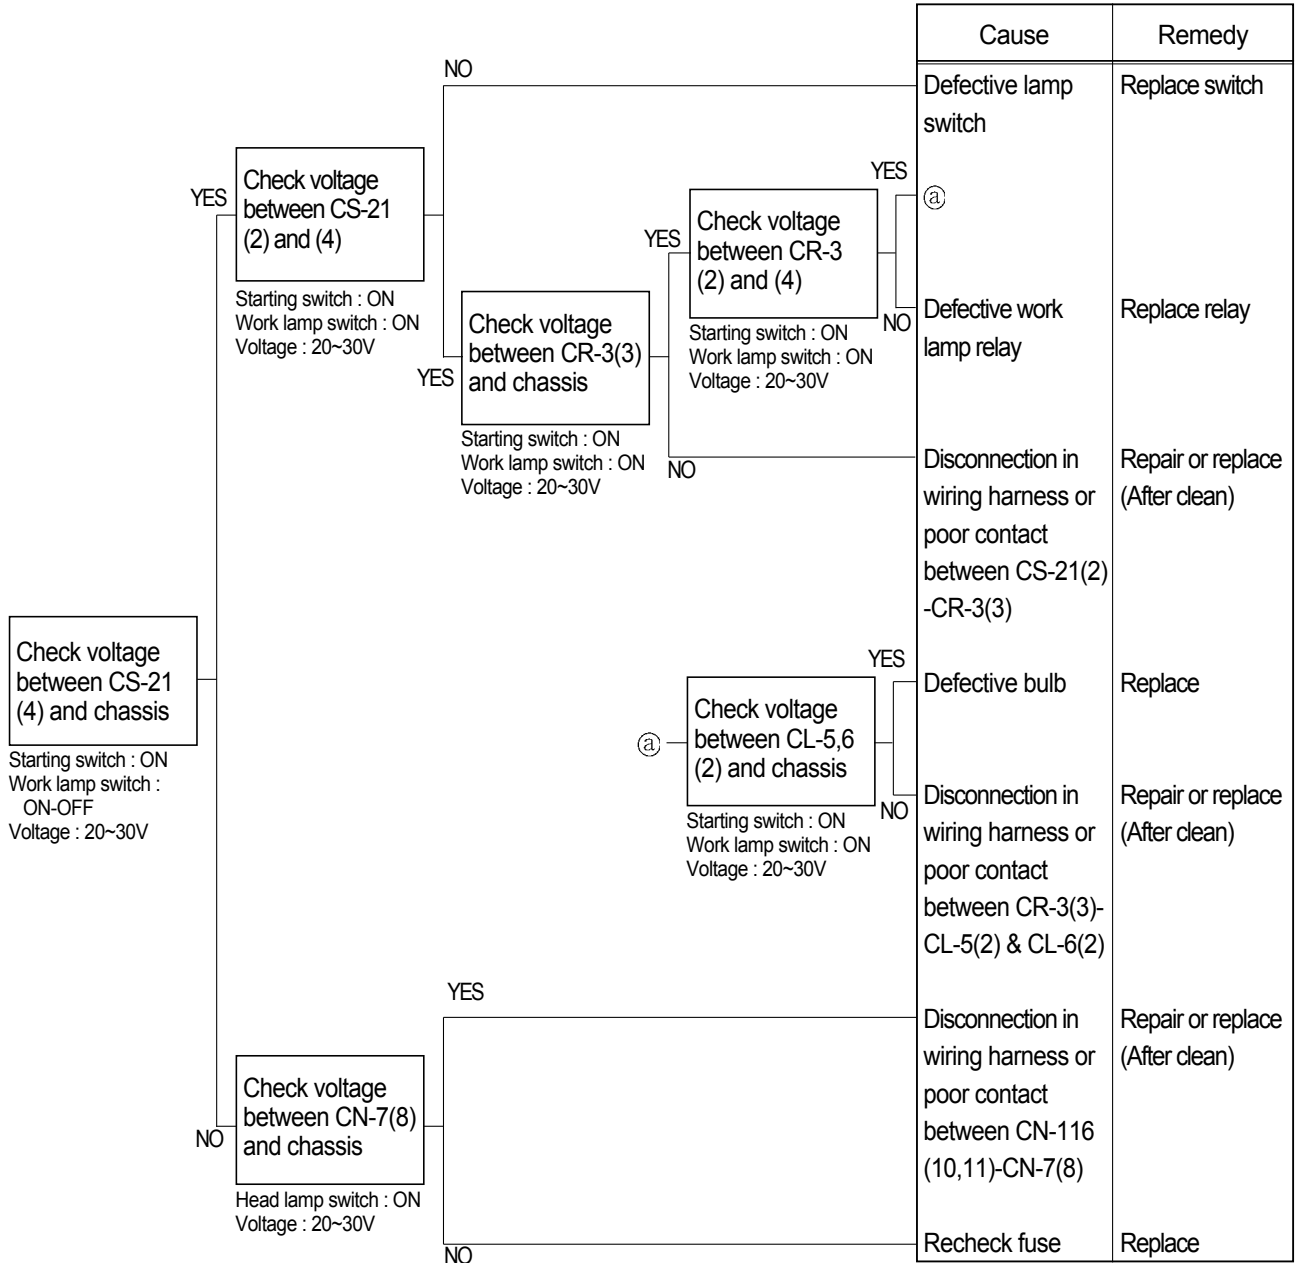 Cause
Remedy
NO
Defective lamp
switch
Replace switch
YES
Check voltage
between CS-21
(2) and (4)
Starting switch : ON
Work lamp switch : ON
Voltage : 20~30V
YES
Check voltage
between CR-3(3)
and chassis
Starting switch : ON
Work lamp switch : ON
Voltage : 20~30V
YES
Check voltage
between CR-3
(2) and (4)
Starting switch : ON
Work lamp switch : ON
Voltage : 20~30V
YES
ⓐ
NO
Defective work
lamp relay
Replace relay
NO
Disconnection in
wiring harness or
poor contact
between CS-21(2)
-CR-3(3)
Repair or replace
(After clean)
Check voltage
between CS-21
(4) and chassis
Starting switch : ON
Work lamp switch :
ON-OFF
Voltage : 20~30V
ⓐ
Check voltage
between CL-5,6
(2) and chassis
Starting switch : ON
Work lamp switch : ON
Voltage : 20~30V
YES
Defective bulb
Replace
NO
Disconnection in
wiring harness or
poor contact
between CR-3(3)-
CL-5(2) & CL-6(2)
Repair or replace
(After clean)
NO
Check voltage
between CN-7(8)
and chassis
Head lamp switch : ON
Voltage : 20~30V
YES
Disconnection in
wiring harness or
poor contact
between CN-116
(10,11)-CN-7(8)
Repair or replace
(After clean)
NO
Recheck fuse
Replace